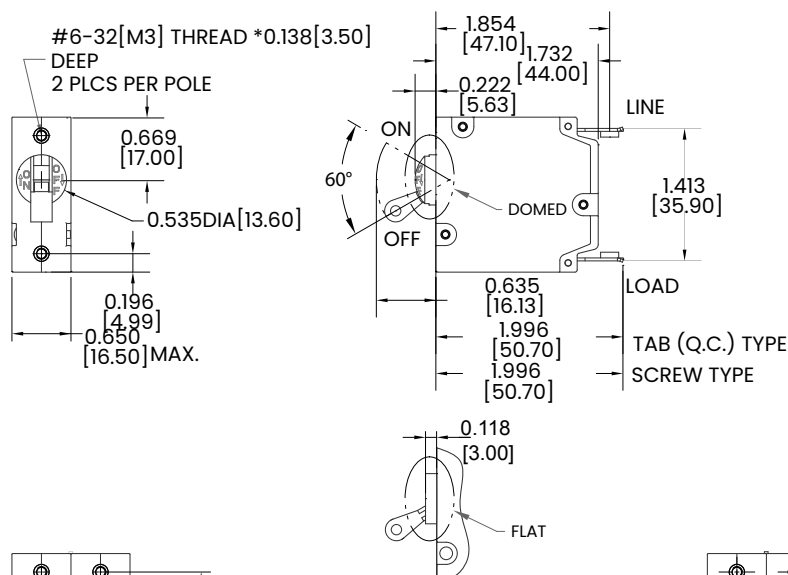 #6-32[M3] THREAD *0.138[3.50]
DEEP
2 PLCS PER POLE
0.669
[17.00]
ON
OFF
0.535DIA[13.60]
0.196
[4.99]
0.650
[16.50]MAX.
1.854
[47.10]
1.732
[44.00]
0.222
[5.63]
LINE
ON
60°
DOMED
1.413
[35.90]
OFF
LOAD
0.635
[16.13]
1.996
[50.70]
TAB (Q.C.) TYPE
1.996
[50.70]
SCREW TYPE
0.118
[3.00]
FLAT